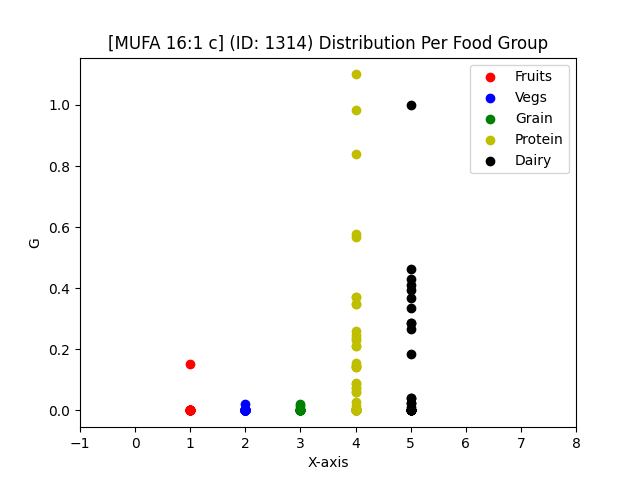 [MUFA 16:1 c] (ID: 1314) Distribution Per Food Group
Fruits
Vegs
Grain
Protein
Dairy
1.0
0.8
0.6
0.4
0.2
0.0
G
−1 0 1 2 3 4 5 6 7 8
X-axis